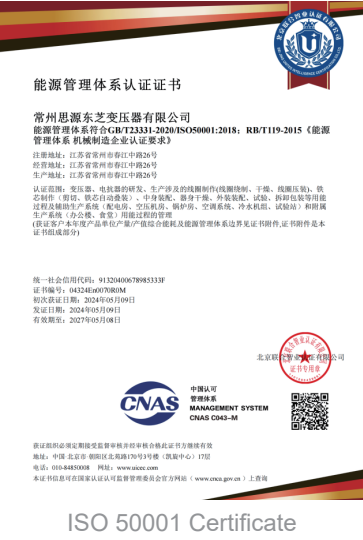 北京联合智业认证有限公司
U
能源管理体系认证证书
常州思源东芝变压器有限公司
能源管理体系符合GB/T23331-2020/ISO50001:2018；RB/T119-2015《能源
管理体系 机械制造企业认证要求》
注册地址：江苏省常州市春江中路26号
经营地址：江苏省常州市春江中路26号
生产地址：江苏省常州市春江中路26号
认证范围：变压器、电抗器的研发、生产涉及的线圈制作(线圈绕制、干燥、线圈压装)、铁
芯制作（剪切、铁芯自动叠装）、中身装配、器身干燥、外装装配、试验、拆卸包装等用能
过程及辅助生产系统（配电房、空压机房、锅炉房、空调系统、冷水机组、试验站）和附属
生产系统（办公楼、食堂）用能过程的管理
(获证客户本年度产品单位产量/产值综合能耗及能源管理体系边界见证书附件,证书附件是本
证书组成部分)
统一社会信用代码：91320400678985333F
证书编号：04324En0070R0M
初次获证日期：2024年05月09日
发证日期：2024年05月09日
有效期至：2027年05月08日
北京联合智业认证有限公司
证书专用章
CNAS
中国认可
管理体系
MANAGEMENT SYSTEM
CNAS C043-M
获证组织必须定期接受监督审核并经审核合格此证书方继续有效
地址：中国·北京市·朝阳区北苑路170号3号楼（凯旋中心）17层
电话：010-84850008 网址：www.uicec.com
本证书信息可在国家认证认可监督管理委员会官方网站（ www.cnca.gov.cn ）上查询
ISO 50001 Certificate